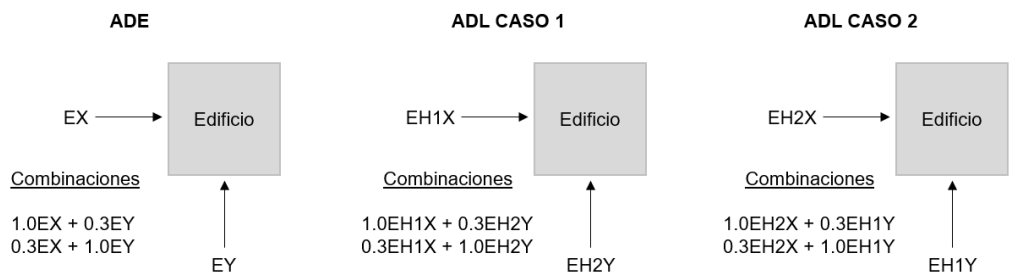 ADE
EX
Edificio
Combinaciones
1.0EX + 0.3EY
0.3EX + 1.0EY
EY
ADL CASO 1
EH1X
Edificio
Combinaciones
1.0EH1X + 0.3EH2Y
0.3EH1X + 1.0EH2Y
EH2Y
ADL CASO 2
EH2X
Edificio
Combinaciones
1.0EH2X + 0.3EH1Y
0.3EH2X + 1.0EH1Y
EH1Y